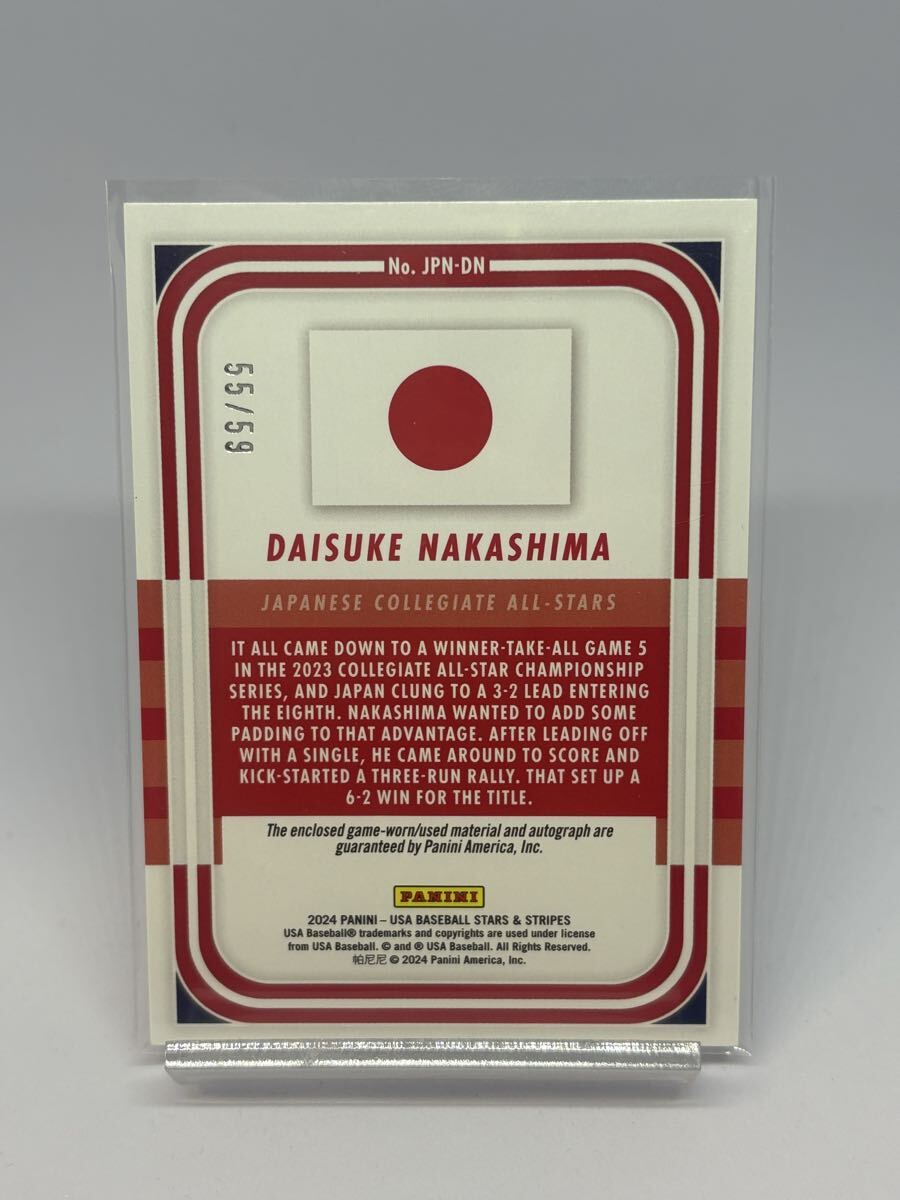 No. JPN-DN
55/59
DAISUKE NAKASHIMA
JAPANESE COLLEGIATE ALL-STARS
IT ALL CAME DOWN TO A WINNER-TAKE-ALL GAME 5
IN THE 2023 COLLEGIATE ALL-STAR CHAMPIONSHIP
SERIES, AND JAPAN CLUNG TO A 3-2 LEAD ENTERING
THE EIGHTH. NAKASHIMA WANTED TO ADD SOME
PADDING TO THAT ADVANTAGE. AFTER LEADING OFF
WITH A SINGLE, HE CAME AROUND TO SCORE AND
KICK-STARTED A THREE-RUN RALLY. THAT SET UP A
6-2 WIN FOR THE TITLE.
The enclosed game-worn/used material and autograph are
guaranteed by Panini America, Inc.
PANINI
2024 PANINI – USA BASEBALL STARS & STRIPES
USA Baseball® trademarks and copyrights are used under license
from USA Baseball. © and ® USA Baseball. All Rights Reserved.
帕尼尼 © 2024 Panini America, Inc.